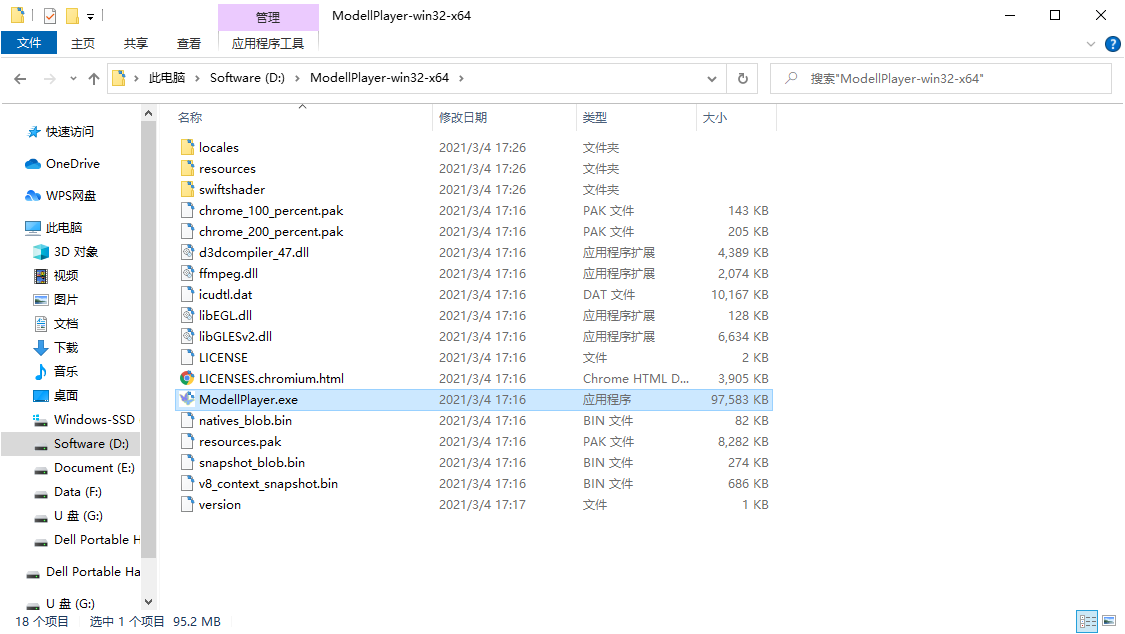 管理
ModellPlayer-win32-x64
文件
主页
共享
查看
应用程序工具
此电脑 › Software (D:) › ModellPlayer-win32-x64 ›
搜索"ModellPlayer-win32-x64"
快速访问
OneDrive
WPS网盘
此电脑
3D 对象
视频
图片
文档
下载
音乐
桌面
Windows-SSD
Software (D:)
Document (E:)
Data (F:)
U 盘 (G:)
Dell Portable H
Dell Portable Ha
U 盘 (G:)
名称 修改日期 类型 大小
locales 2021/3/4 17:26 文件夹
resources 2021/3/4 17:26 文件夹
swiftshader 2021/3/4 17:26 文件夹
chrome_100_percent.pak 2021/3/4 17:16 PAK 文件 143 KB
chrome_200_percent.pak 2021/3/4 17:16 PAK 文件 205 KB
d3dcompiler_47.dll 2021/3/4 17:16 应用程序扩展 4,389 KB
ffmpeg.dll 2021/3/4 17:16 应用程序扩展 2,074 KB
icudtl.dat 2021/3/4 17:16 DAT 文件 10,167 KB
libEGL.dll 2021/3/4 17:16 应用程序扩展 128 KB
libGLESv2.dll 2021/3/4 17:16 应用程序扩展 6,634 KB
LICENSE 2021/3/4 17:16 文件 2 KB
LICENSES.chromium.html 2021/3/4 17:16 Chrome HTML D... 3,905 KB
ModellPlayer.exe 2021/3/4 17:16 应用程序 97,583 KB
natives_blob.bin 2021/3/4 17:16 BIN 文件 82 KB
resources.pak 2021/3/4 17:16 PAK 文件 8,282 KB
snapshot_blob.bin 2021/3/4 17:16 BIN 文件 274 KB
v8_context_snapshot.bin 2021/3/4 17:16 BIN 文件 686 KB
version 2021/3/4 17:17 文件 1 KB
18 个项目 选中 1 个项目 95.2 MB